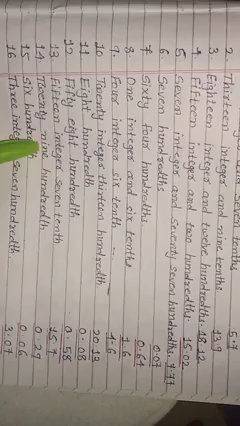 seven tenths 5.7
2. Thirteen integer and nine tenths 13.9
3. Eighteen integer and twelve hundredths. 18.12
4. Fifteen integer and two hundredths. 15.02
5. Seven integer and seventy seven hundredths. 7.77
6. Seven hundredths 0.07
7. Sixty four hundredths. 0.64
8. One integer and six tenths 1.6
9. Four integer six tenth 4.6
10. Twenty integer thirteen hundredth 20.13
11. Eight hundredth 0.08
12. Fifty eight hundredth 0.58
13. Fifteen integer seven tenth 15.7
14. Twenty nine hundredth 0.29
15. Six hundredth 0.06
16. Three integer seven hundredth 3.07